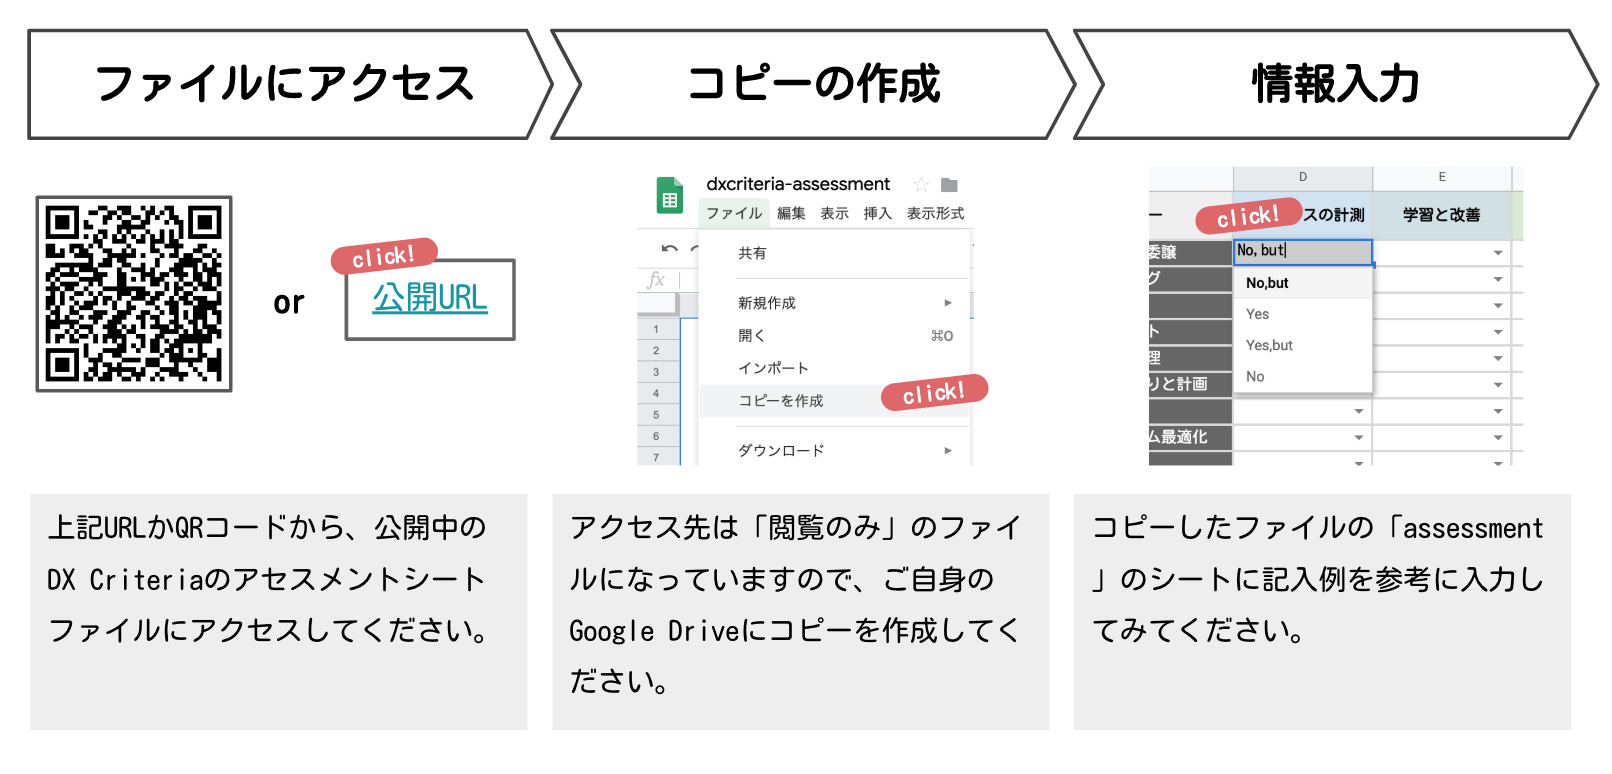 ファイルにアクセス
コピーの作成
情報入力
click!
公開URL
or
dxcriteria-assessment
ファイル 編集 表示 挿入 表示形式
共有
fx
新規作成
開く ⌘O
インポート
コピーを作成
click!
ダウンロード
1
2
3
4
5
6
7
D E
ー click! スの計測 学習と改善
委譲 No, but
グ No,but
Yes
ト Yes,but
理
りと計画 No
ム最適化
上記URLかQRコードから、公開中の
DX Criteriaのアセスメントシート
ファイルにアクセスしてください。
アクセス先は「閲覧のみ」のファイ
ルになっていますので、ご自身の
Google Driveにコピーを作成してく
ださい。
コピーしたファイルの「assessment
」のシートに記入例を参考に入力し
てみてください。